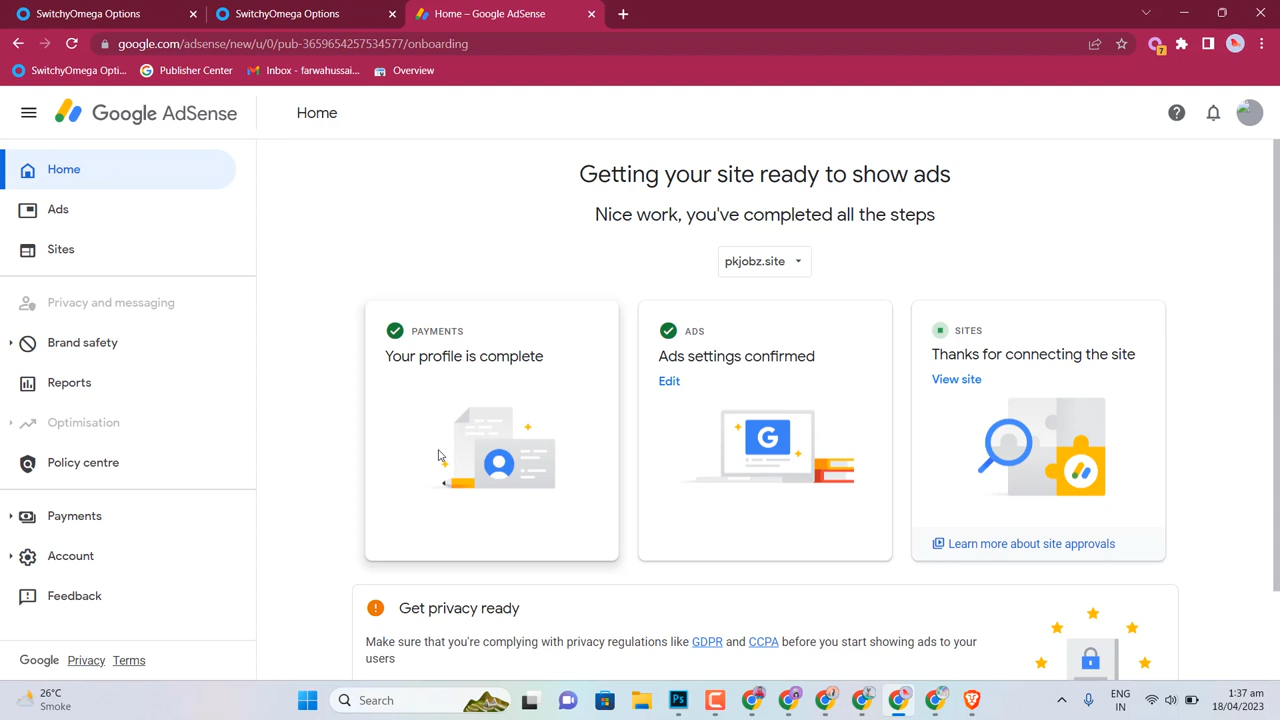 SwitchyOmega Options
SwitchyOmega Options
Home – Google AdSense
google.com/adsense/new/u/0/pub-3659654257534577/onboarding
7
SwitchyOmega Opti...
Publisher Center
Inbox - farwahussai...
Overview
Google AdSense
Home
Home
Ads
Sites
Privacy and messaging
Brand safety
Reports
Optimisation
Policy centre
Payments
Account
Feedback
Google Privacy Terms
Getting your site ready to show ads
Nice work, you've completed all the steps
pkjobz.site
PAYMENTS
Your profile is complete
ADS
Ads settings confirmed
Edit
G
SITES
Thanks for connecting the site
View site
Learn more about site approvals
Get privacy ready
Make sure that you're complying with privacy regulations like GDPR and CCPA before you start showing ads to your
users
26°C
Smoke
Search
Ps
ENG
IN
1:37 am
18/04/2023